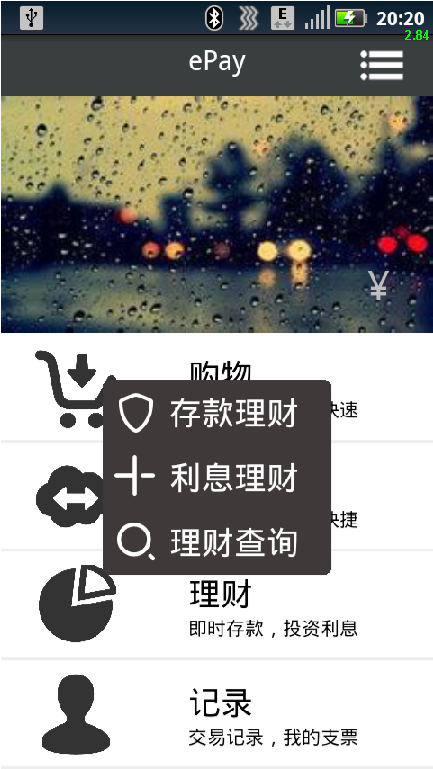 E
20:20
2.84
ePay
¥
购物
快速
存款理财
利息理财
快捷
理财查询
理财
即时存款，投资利息
记录
交易记录，我的支票